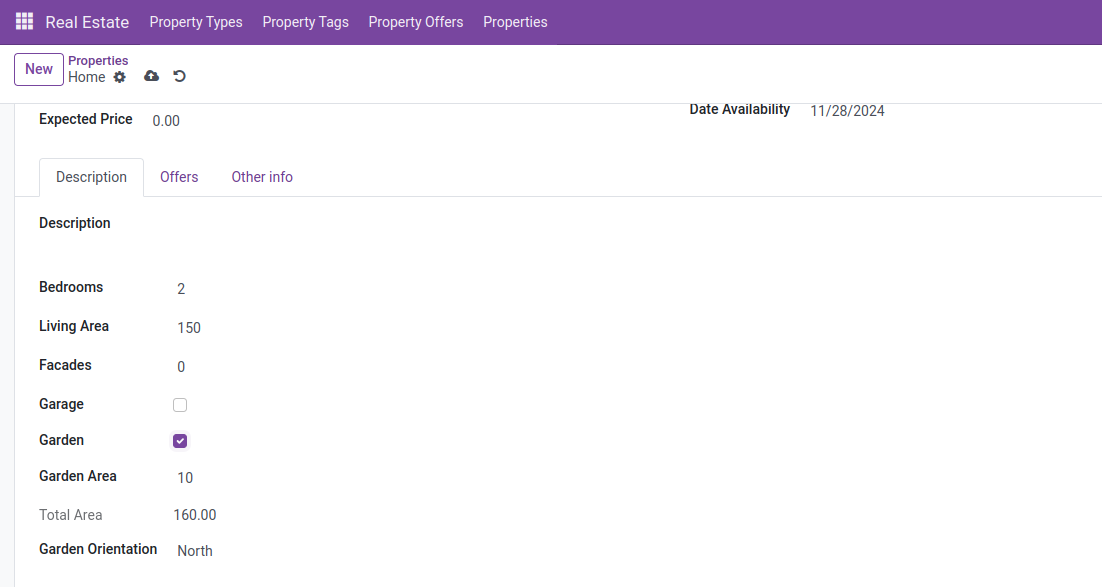 Real Estate Property Types Property Tags Property Offers Properties
New
Properties
Home
Expected Price 0.00
Date Availability 11/28/2024
Description Offers Other info
Description
Bedrooms 2
Living Area 150
Facades 0
Garage
Garden
Garden Area 10
Total Area 160.00
Garden Orientation North